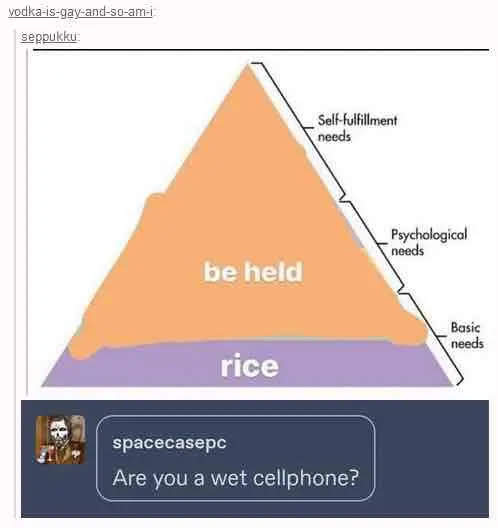 vodka-is-gay-and-so-am-i:
seppukku:
Self-fulfillment
needs
Psychological
needs
be held
Basic
needs
rice
spacecasepc
Are you a wet cellphone?